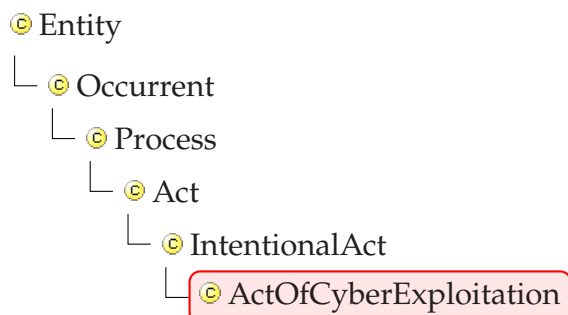 Entity
Occurrent
Process
Act
IntentionalAct
ActOfCyberExploitation